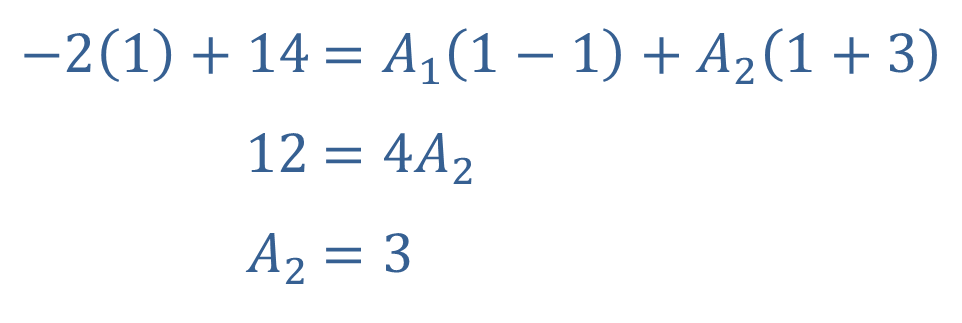 −2(1) + 14 = A₁(1 − 1) + A₂(1 + 3)
12 = 4A₂
A₂ = 3